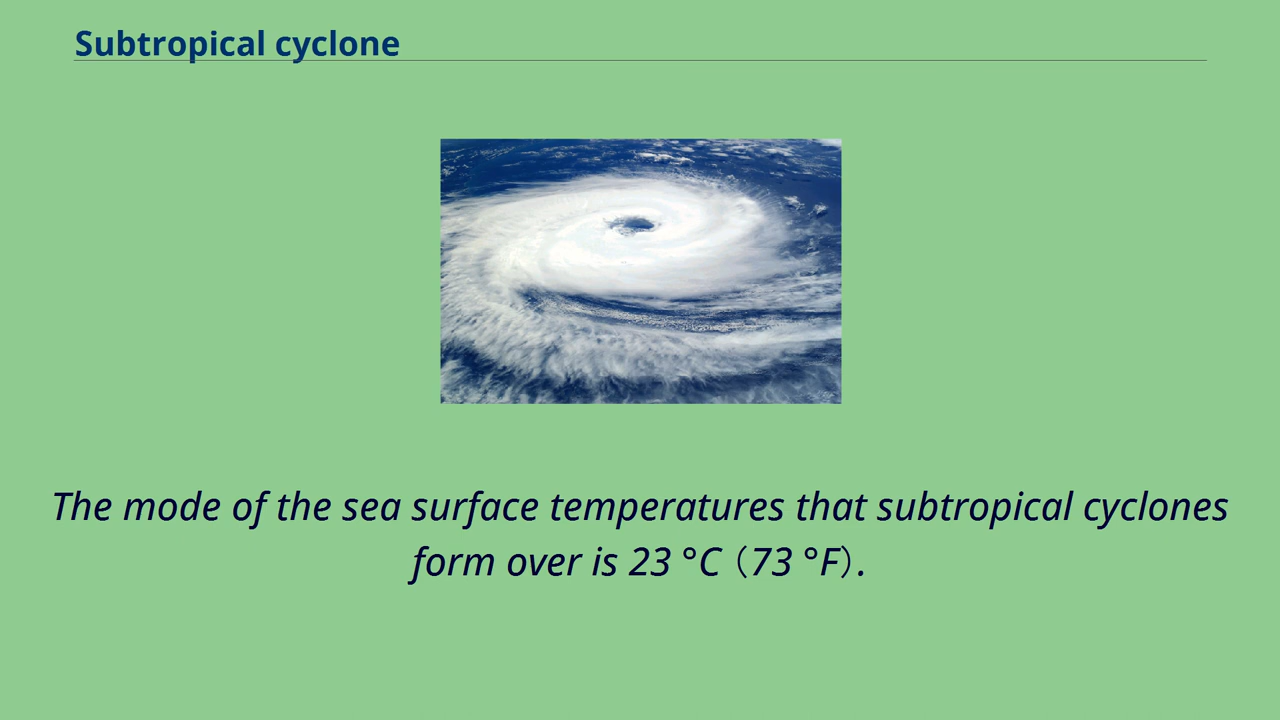 Subtropical cyclone
The mode of the sea surface temperatures that subtropical cyclones
form over is 23 °C（73 °F）.